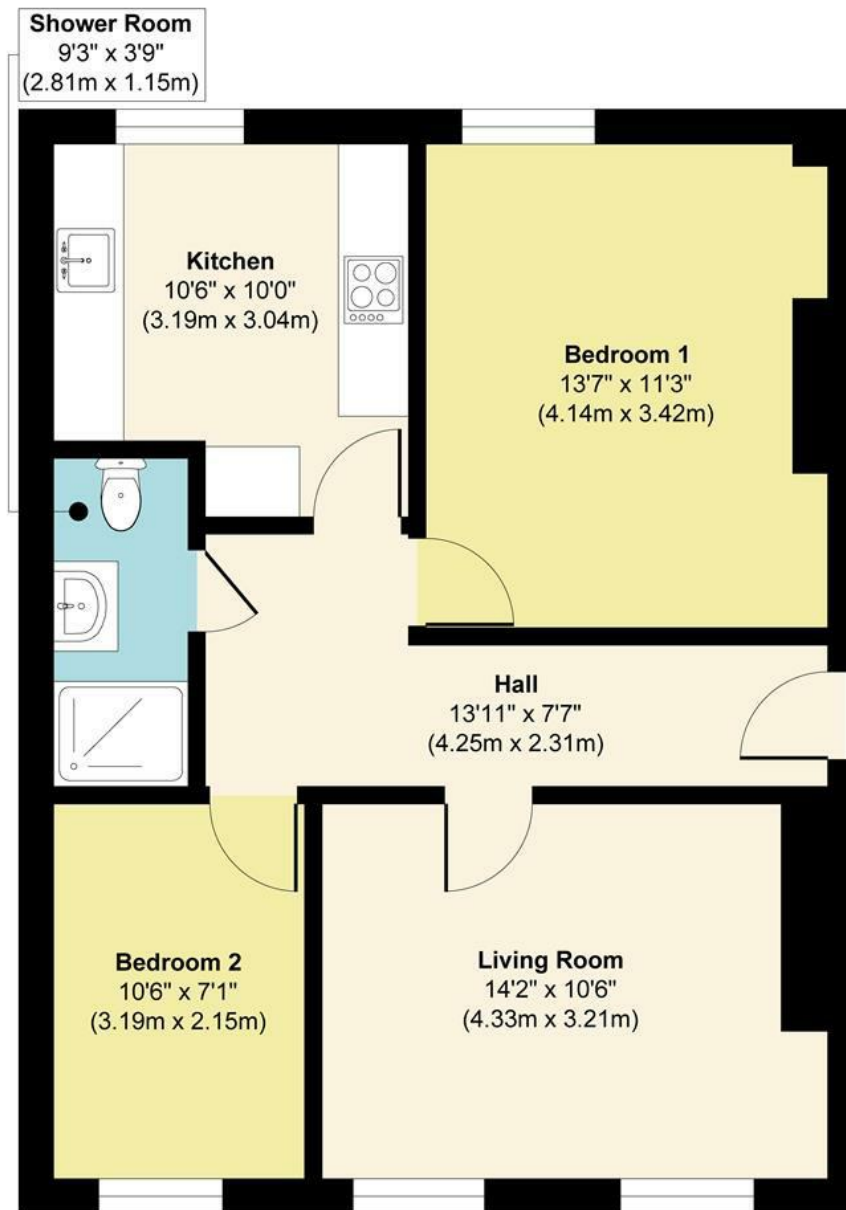 Shower Room
9'3" x 3'9"
(2.81m x 1.15m)
Kitchen
10'6" x 10'0"
(3.19m x 3.04m)
Bedroom 1
13'7" x 11'3"
(4.14m x 3.42m)
Hall
13'11" x 7'7"
(4.25m x 2.31m)
Bedroom 2
10'6" x 7'1"
(3.19m x 2.15m)
Living Room
14'2" x 10'6"
(4.33m x 3.21m)